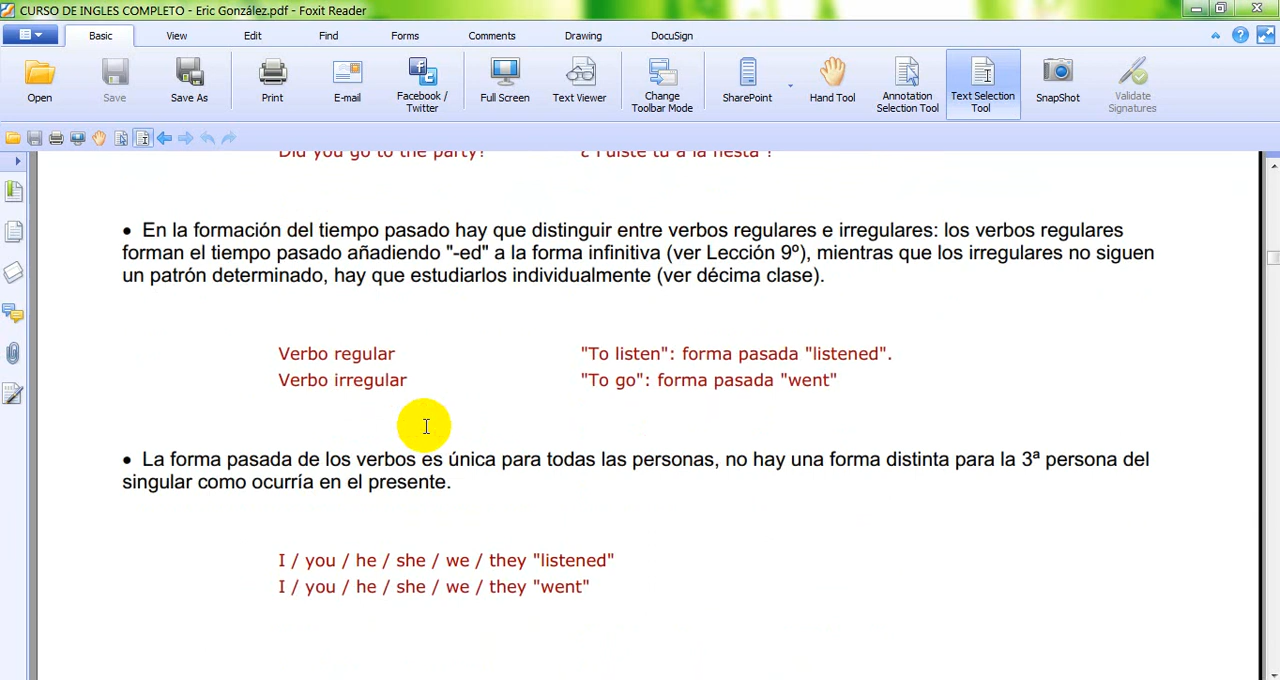 CURSO DE INGLES COMPLETO - Eric González.pdf - Foxit Reader
Basic View Edit Find Forms Comments Drawing DocuSign
Open Save Save As Print E-mail Facebook / Twitter Full Screen Text Viewer Change Toolbar Mode SharePoint Hand Tool Annotation Selection Tool Text Selection Tool SnapShot Validate Signatures
Did you go to the party? ¿ Fuiste tú a la fiesta ?
• En la formación del tiempo pasado hay que distinguir entre verbos regulares e irregulares: los verbos regulares
forman el tiempo pasado añadiendo "-ed" a la forma infinitiva (ver Lección 9º), mientras que los irregulares no siguen
un patrón determinado, hay que estudiarlos individualmente (ver décima clase).
Verbo regular "To listen": forma pasada "listened".
Verbo irregular "To go": forma pasada "went"
• La forma pasada de los verbos es única para todas las personas, no hay una forma distinta para la 3ª persona del
singular como ocurría en el presente.
I / you / he / she / we / they "listened"
I / you / he / she / we / they "went"